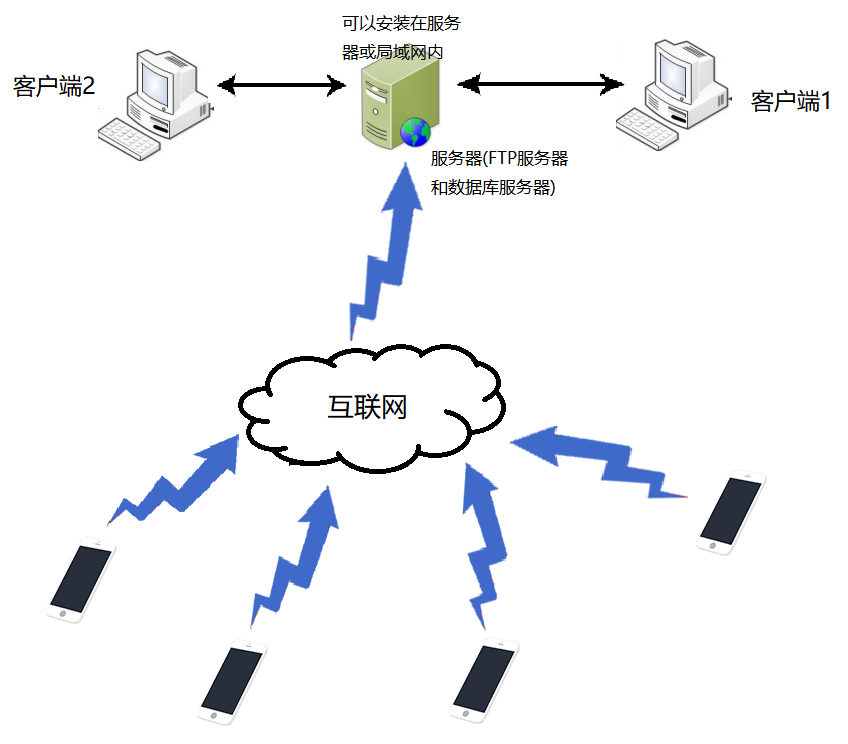 可以安装在服务
器或局域网内
客户端2
客户端1
服务器(FTP服务器
和数据库服务器)
互联网